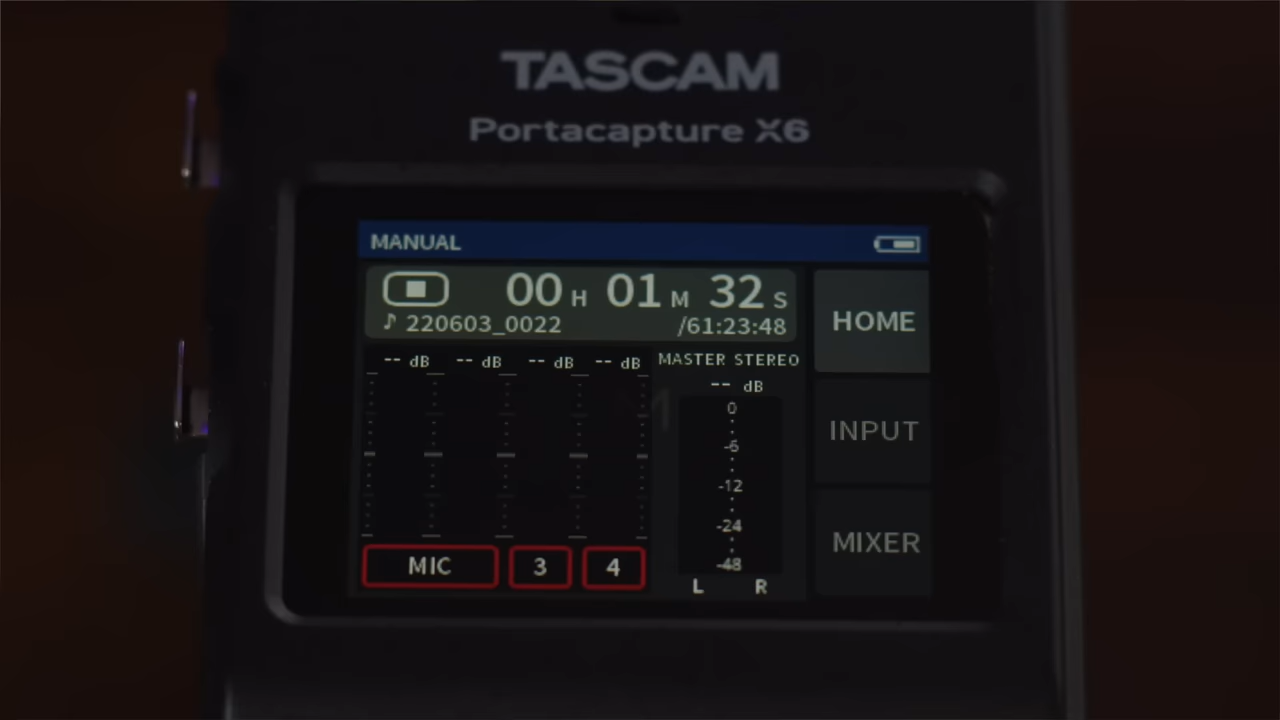 TASCAM
Portacapture X6
MANUAL
00 H 01 M 32 S
220603_0022 /61:23:48
HOME
-- dB -- dB -- dB -- dB
MASTER STEREO
-- dB
0
-6
-12
-24
-48
L R
MIC 3 4
INPUT
MIXER